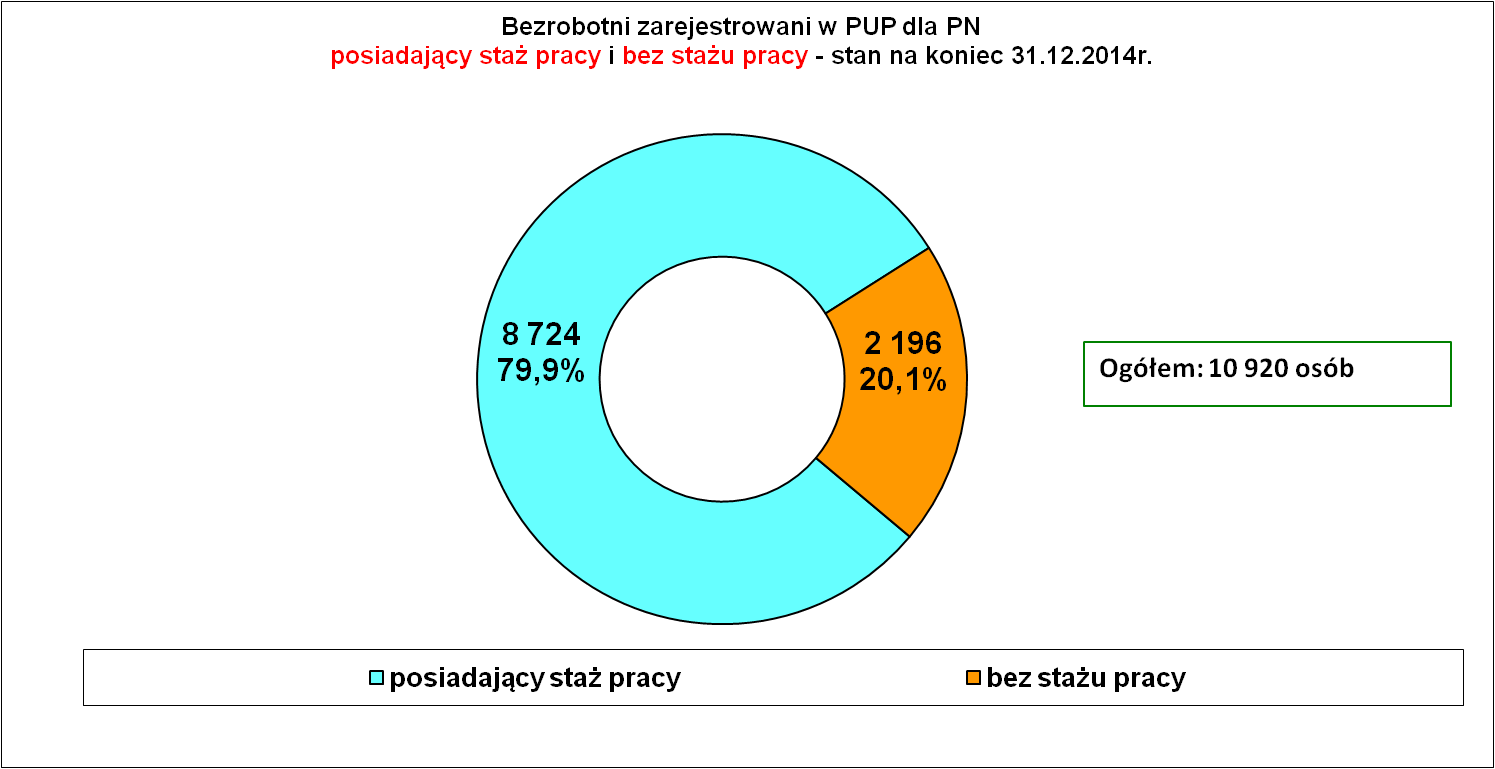 Bezrobotni zarejestrowani w PUP dla PN
posiadający staż pracy i bez stażu pracy - stan na koniec 31.12.2014r.
8 724
79,9%
2 196
20,1%
Ogółem: 10 920 osób
posiadający staż pracy
bez stażu pracy